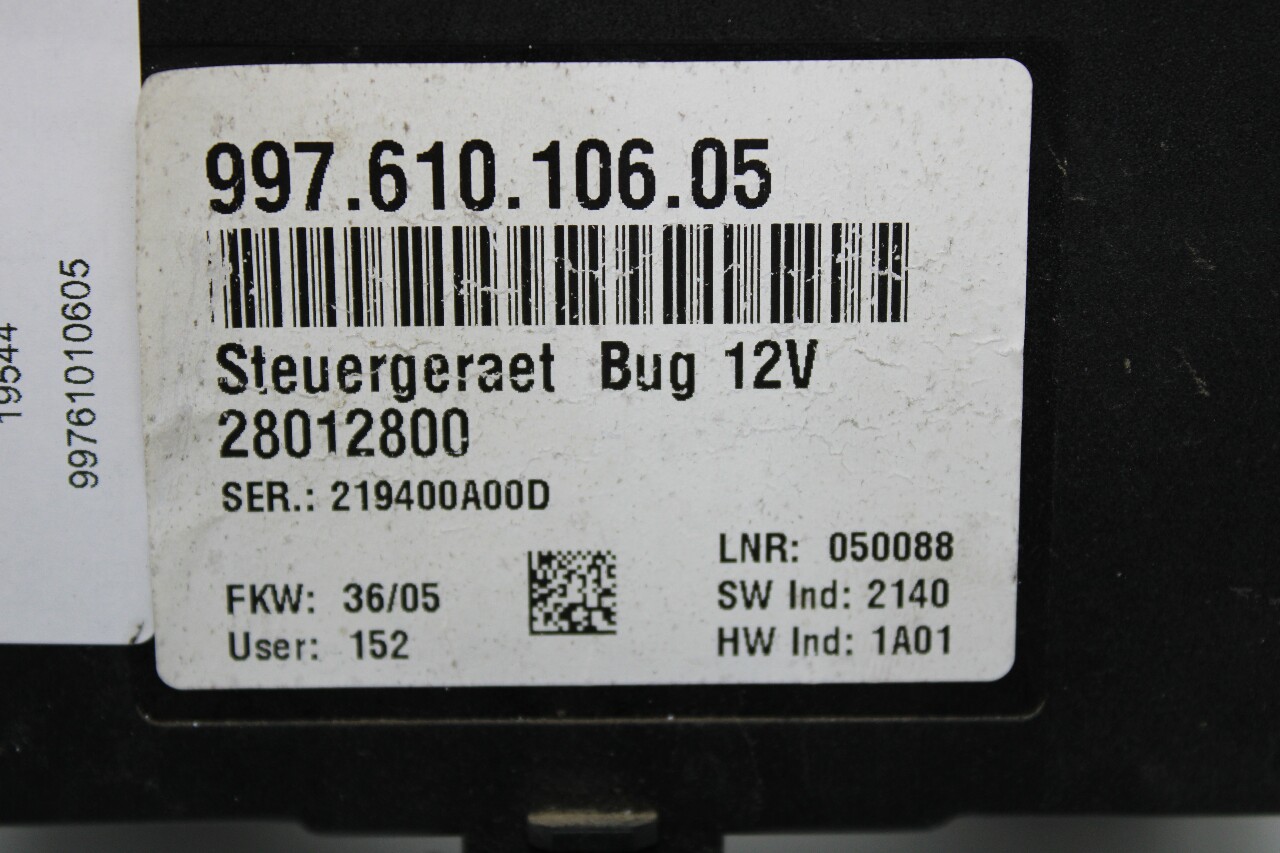 997.610.106.05
Steuergeraet Bug 12V
28012800
SER.: 219400A00D
FKW: 36/05
User: 152
LNR: 050088
SW Ind: 2140
HW Ind: 1A01
19544
99761010605